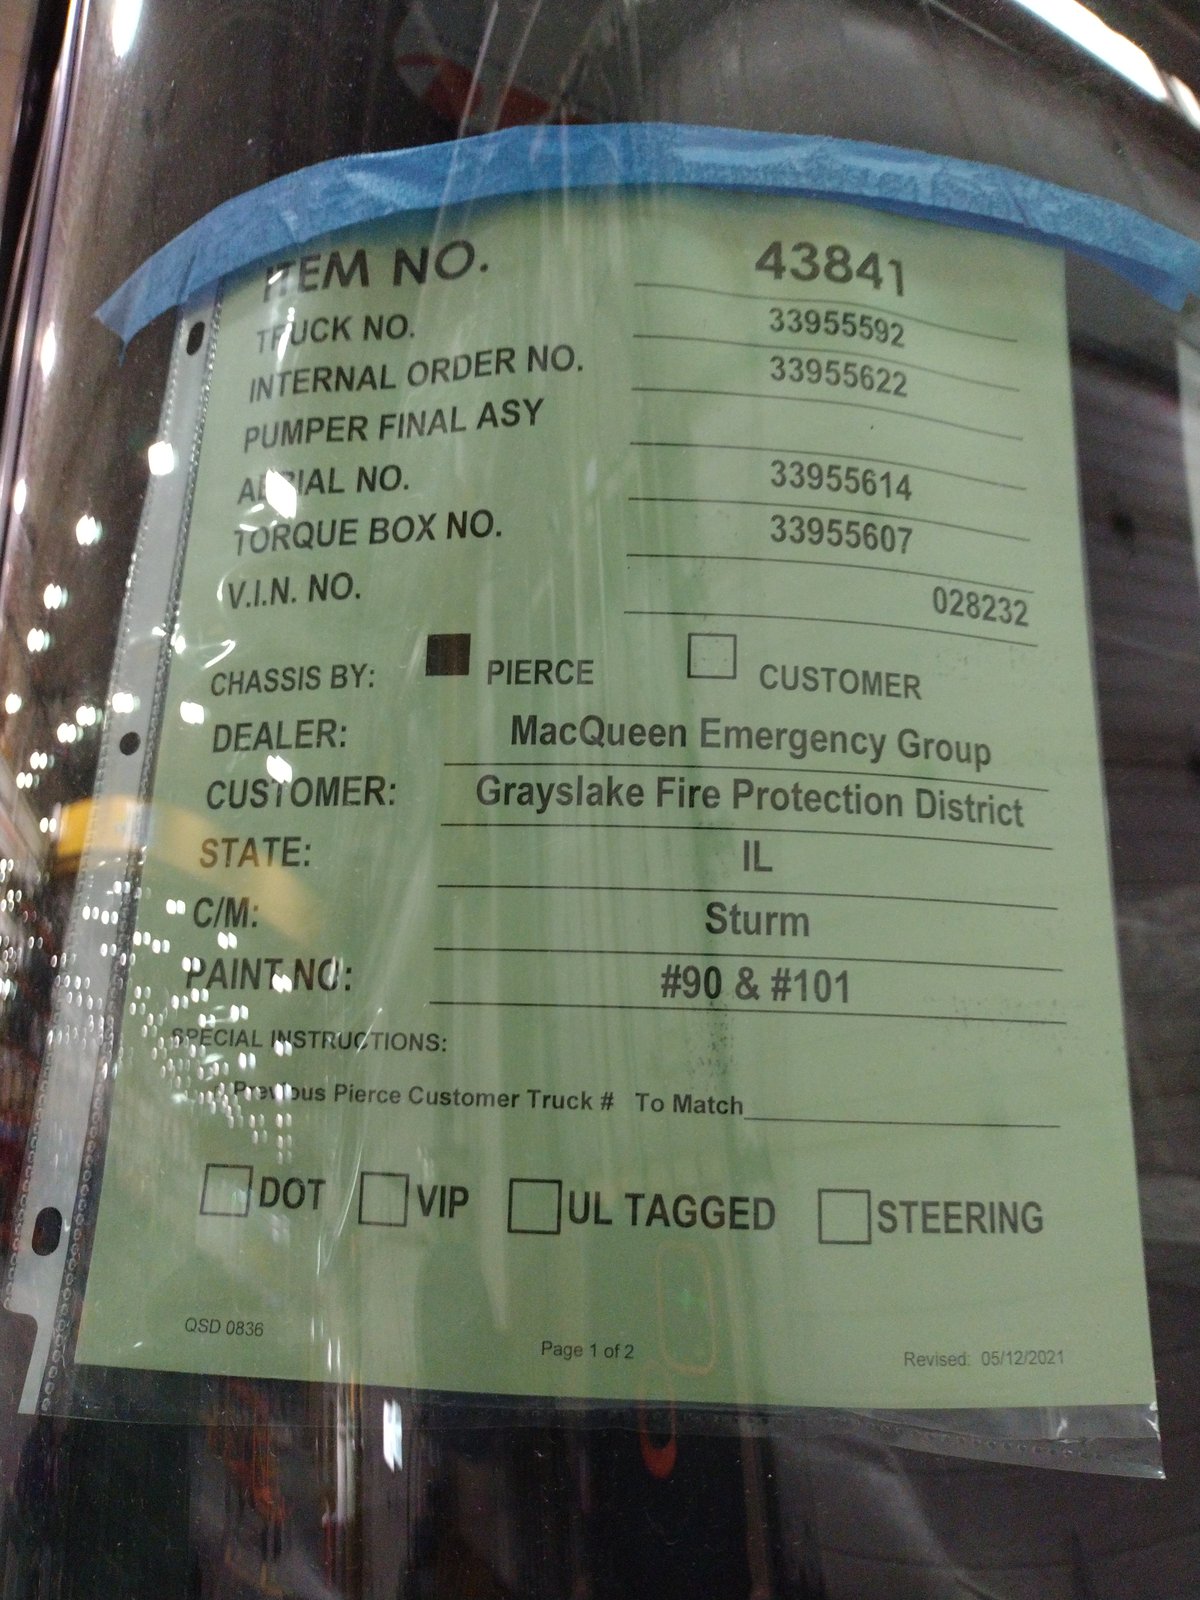 ITEM NO. 43841
TRUCK NO. 33955592
INTERNAL ORDER NO. 33955622
PUMPER FINAL ASY
AERIAL NO. 33955614
TORQUE BOX NO. 33955607
V.I.N. NO. 028232
CHASSIS BY: PIERCE CUSTOMER
DEALER: MacQueen Emergency Group
CUSTOMER: Grayslake Fire Protection District
STATE: IL
C/M: Sturm
PAINT NO: #90 & #101
SPECIAL INSTRUCTIONS:
Previous Pierce Customer Truck # To Match
DOT VIP UL TAGGED STEERING
QSD 0836 Page 1 of 2 Revised: 05/12/2021